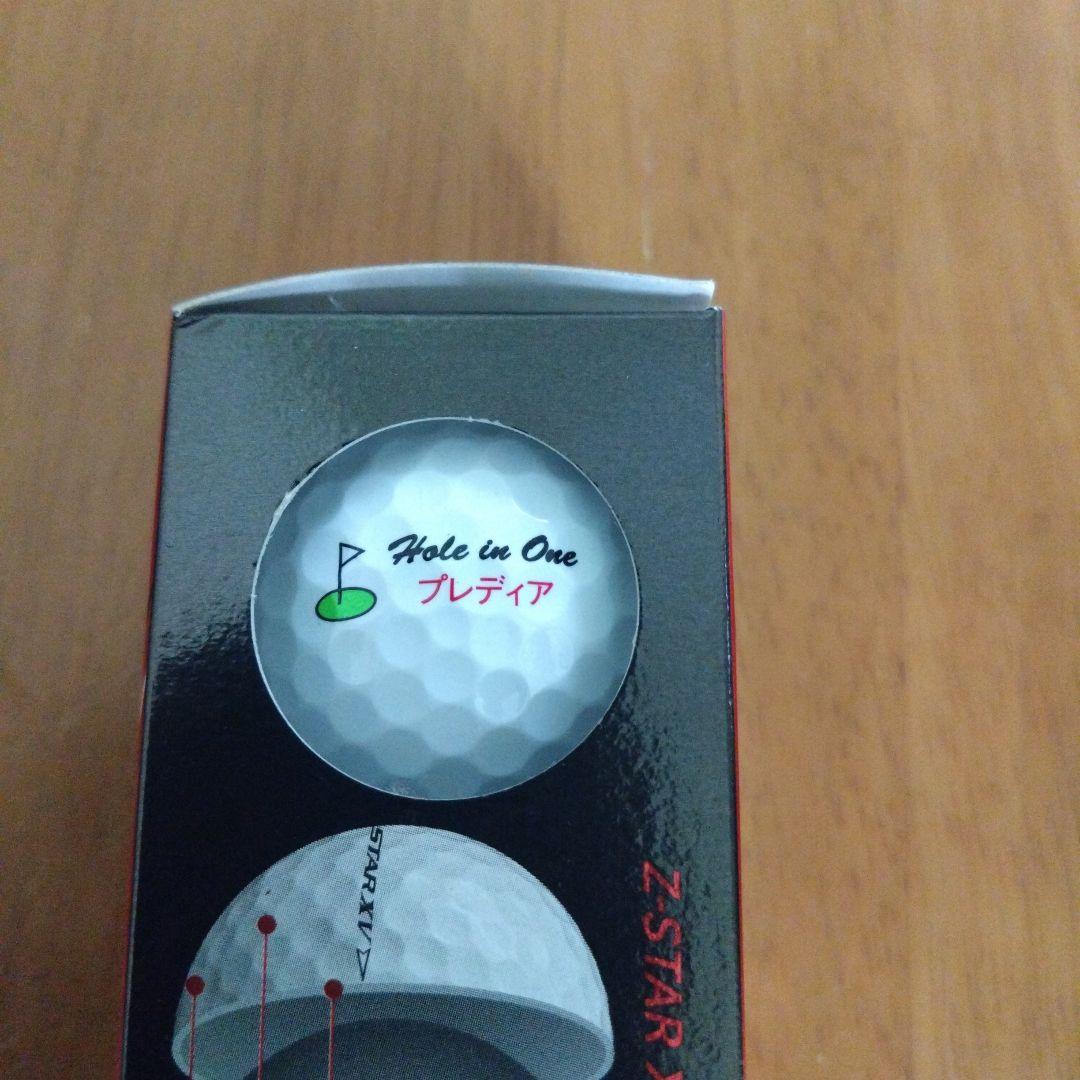 Hole in One
プレディア
STAR XV
Z-STAR X